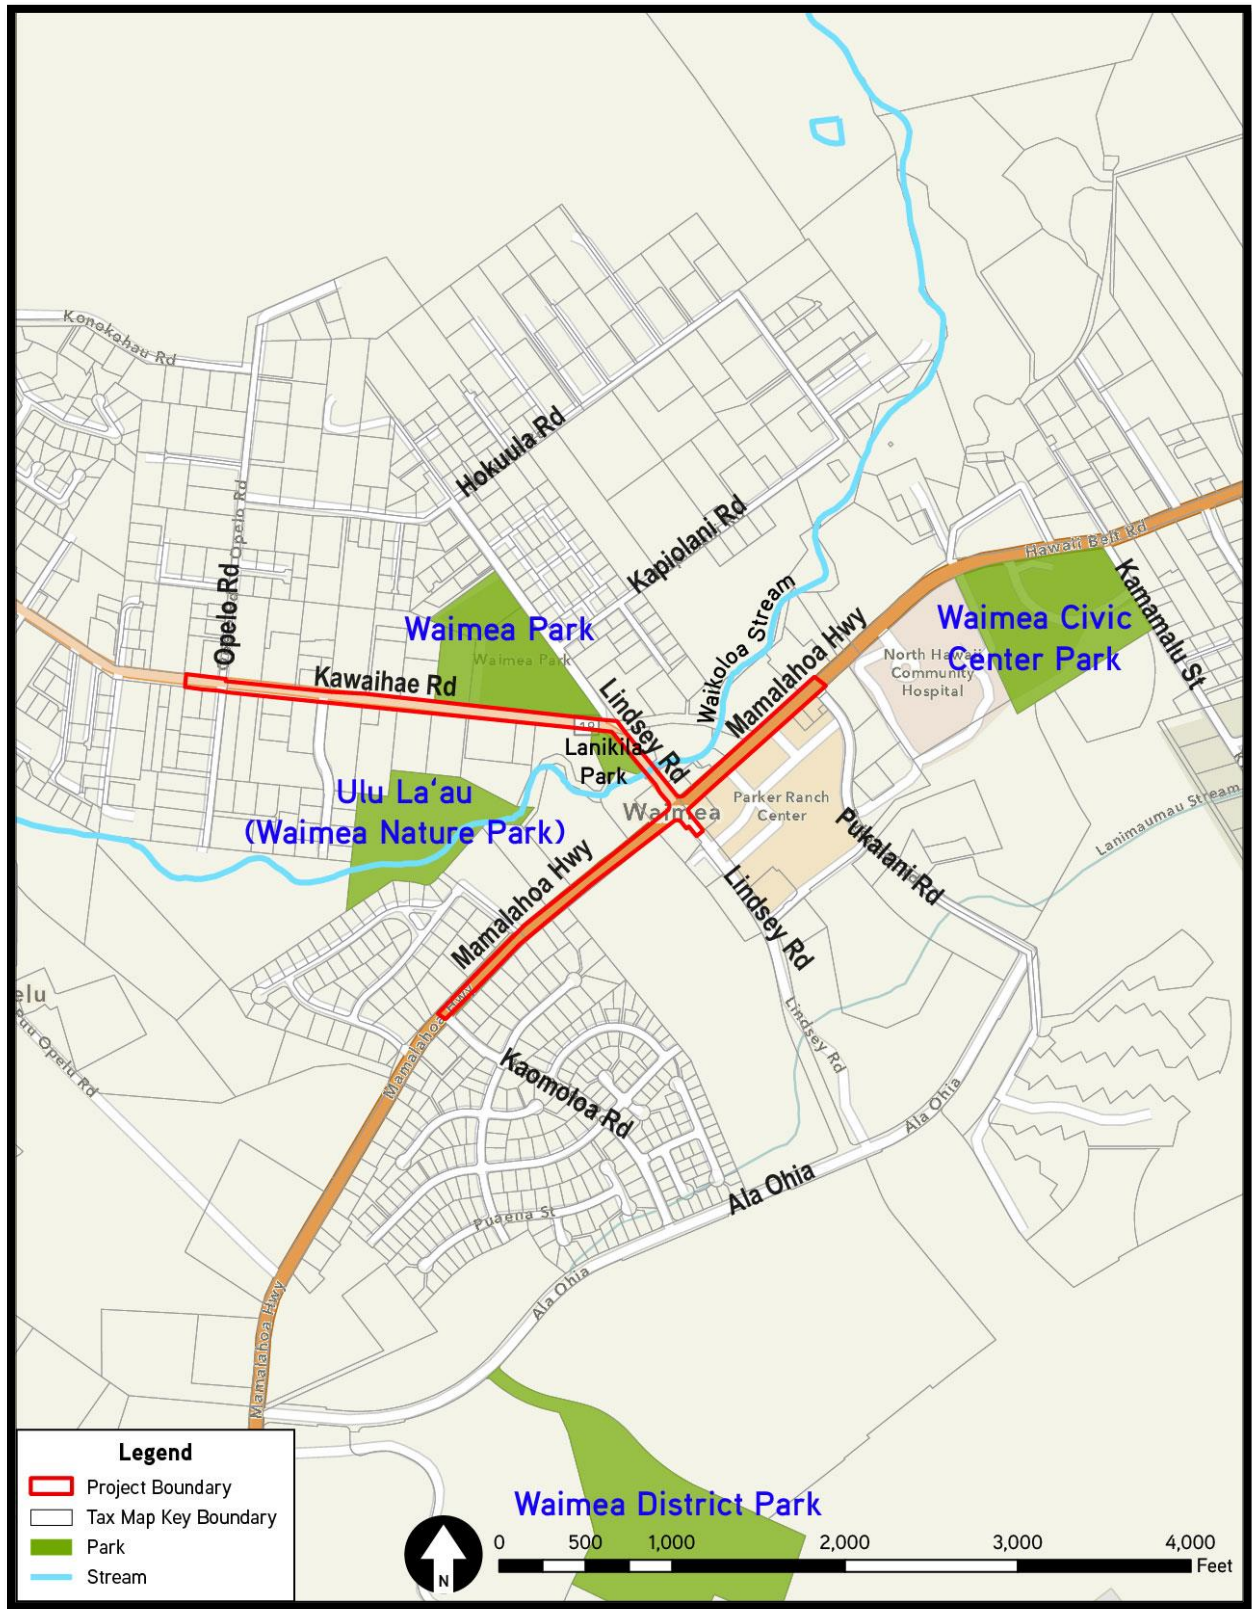 Konokohau Rd
Hokuula Rd
Opelo Rd
Opelo Rd
Kapiolani Rd
Hawaii Belt Rd
Waimea Park
Waimea Park
Waikoloa Stream
Mamalahoa Hwy
Waimea Civic
Center Park
Kamamalu St
North Hawaii
Community
Hospital
Kawaihae Rd
Lindsey Rd
19
Lanikila
Park
Waimea
Parker Ranch
Center
Ulu La‘au
(Waimea Nature Park)
Pukalani Rd
Lanimaumau Stream
Mamalahoa Hwy
Lindsey Rd
Lindsey Rd
elu
Puu Opelu Rd
Mamalahoa Hwy
Kaomoloa Rd
Ala Ohia
Ala Ohia
Puaena St
Ala Ohia
Mamalahoa Hwy
Waimea District Park
Legend
Project Boundary
Tax Map Key Boundary
Park
Stream
N
0 500 1,000 2,000 3,000 4,000
Feet